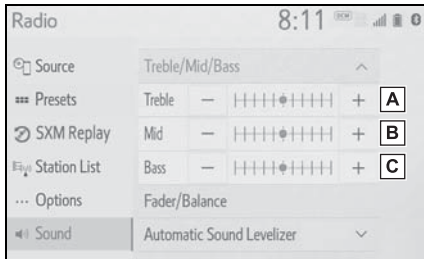 Radio 8:11 DCM
Source
Presets
SXM Replay
Station List
Options
Sound
Treble/Mid/Bass
Treble - + A
Mid - + B
Bass - + C
Fader/Balance
Automatic Sound Levelizer